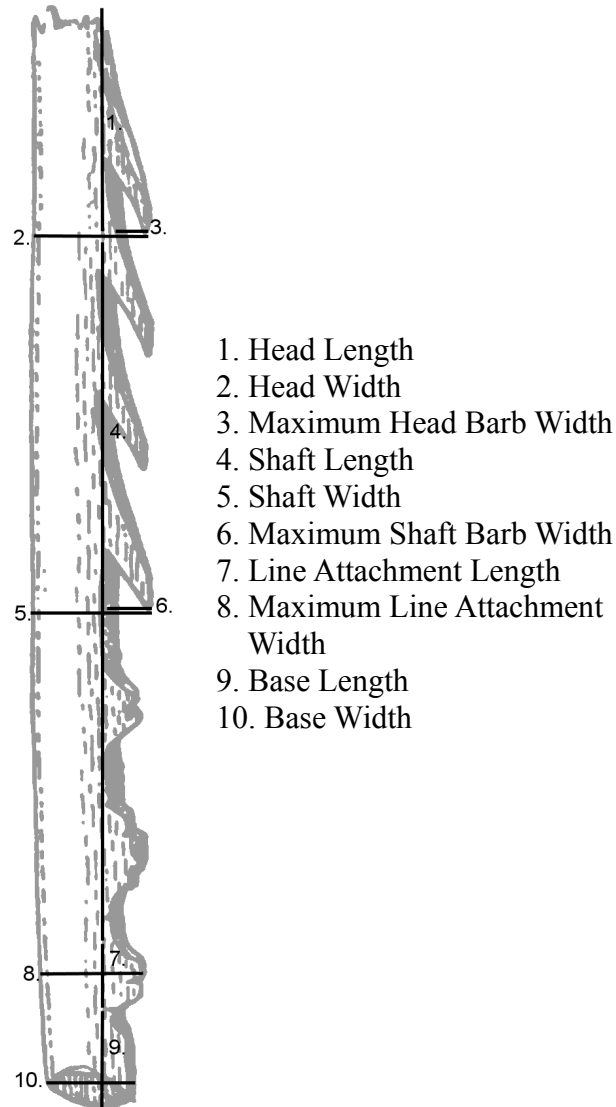 1.
3.
2.
4.
6.
5.
7.
8.
9.
10.
1. Head Length
2. Head Width
3. Maximum Head Barb Width
4. Shaft Length
5. Shaft Width
6. Maximum Shaft Barb Width
7. Line Attachment Length
8. Maximum Line Attachment
Width
9. Base Length
10. Base Width